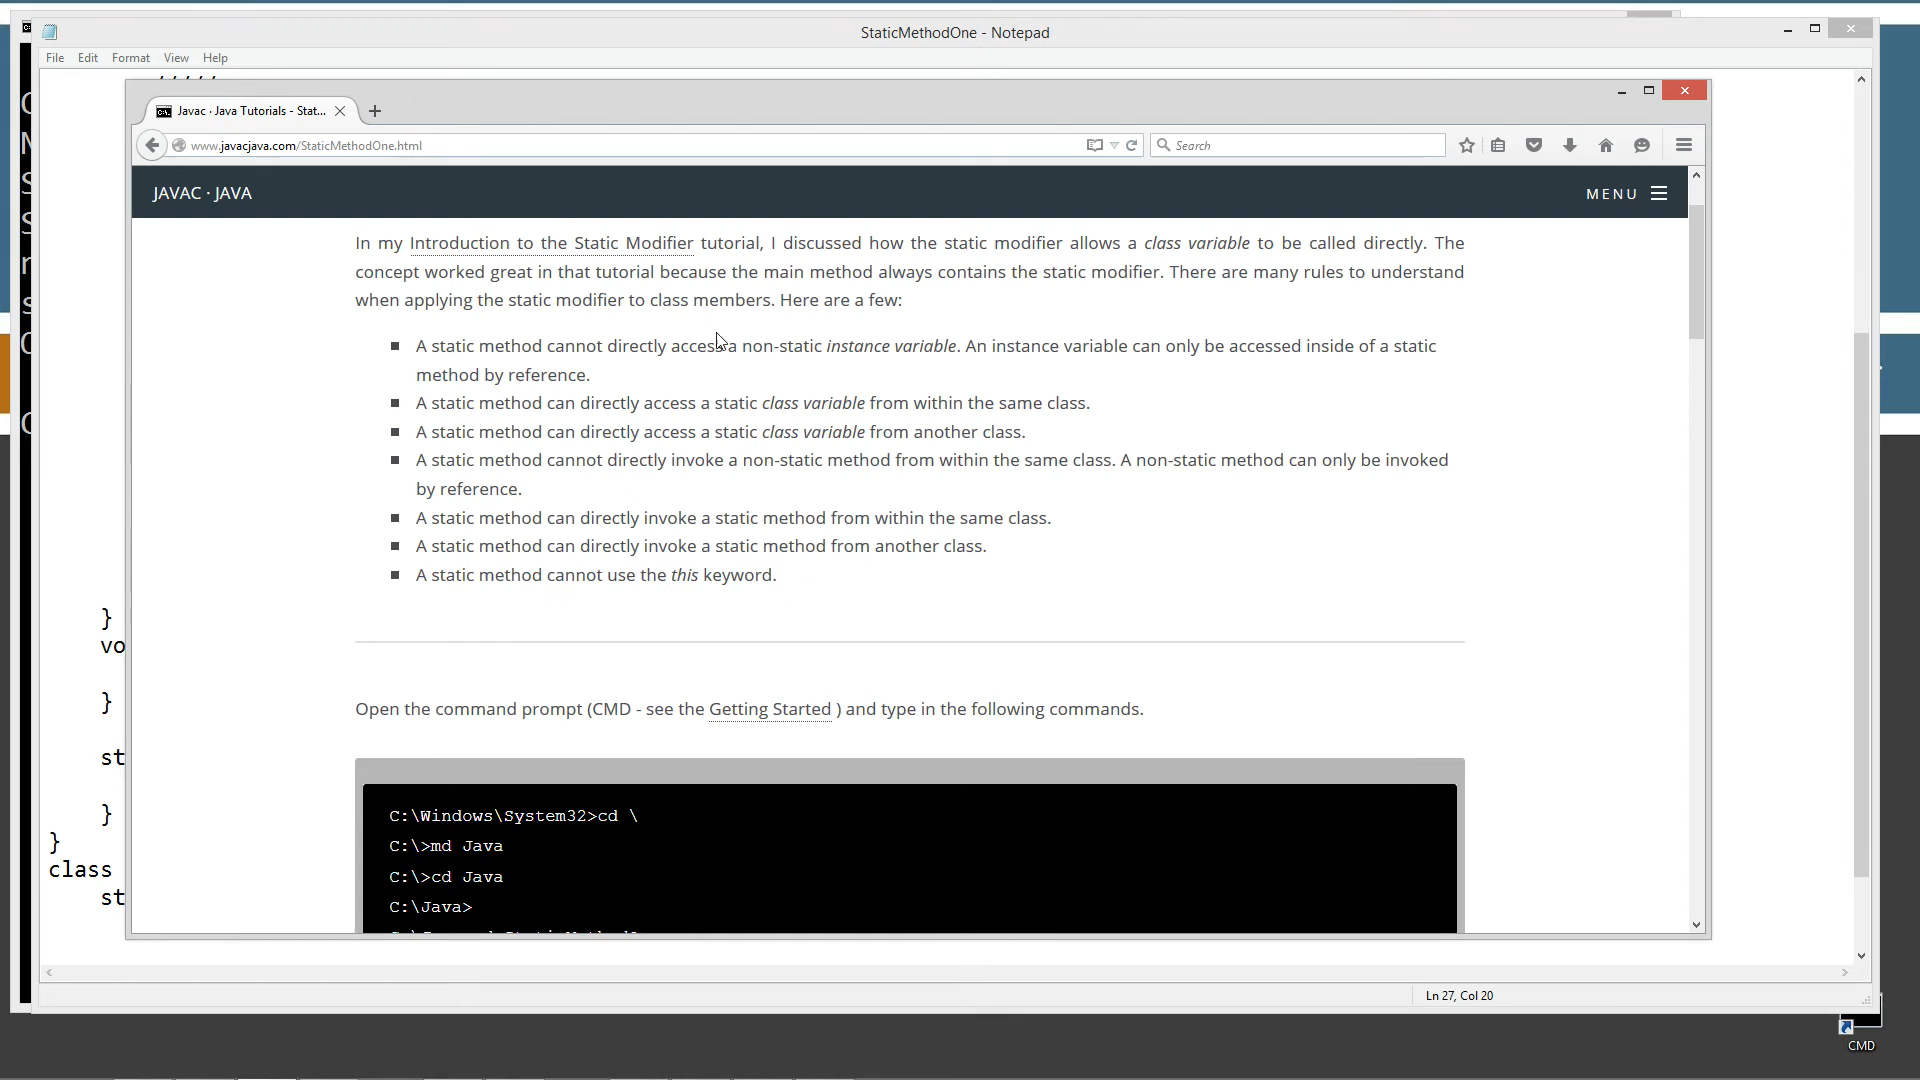 StaticMethodOne - Notepad
File Edit Format View Help
Javac · Java Tutorials - Stat...
www.javacjava.com/StaticMethodOne.html
Search
JAVAC · JAVA
MENU
In my Introduction to the Static Modifier tutorial, I discussed how the static modifier allows a class variable to be called directly. The
concept worked great in that tutorial because the main method always contains the static modifier. There are many rules to understand
when applying the static modifier to class members. Here are a few:
A static method cannot directly access a non-static instance variable. An instance variable can only be accessed inside of a static
method by reference.
A static method can directly access a static class variable from within the same class.
A static method can directly access a static class variable from another class.
A static method cannot directly invoke a non-static method from within the same class. A non-static method can only be invoked
by reference.
A static method can directly invoke a static method from within the same class.
A static method can directly invoke a static method from another class.
A static method cannot use the this keyword.
Open the command prompt (CMD - see the Getting Started ) and type in the following commands.
C:\Windows\System32>cd \
C:\>md Java
C:\>cd Java
C:\Java>
}
vo
}
st
}
}
class
st
Ln 27, Col 20
CMD